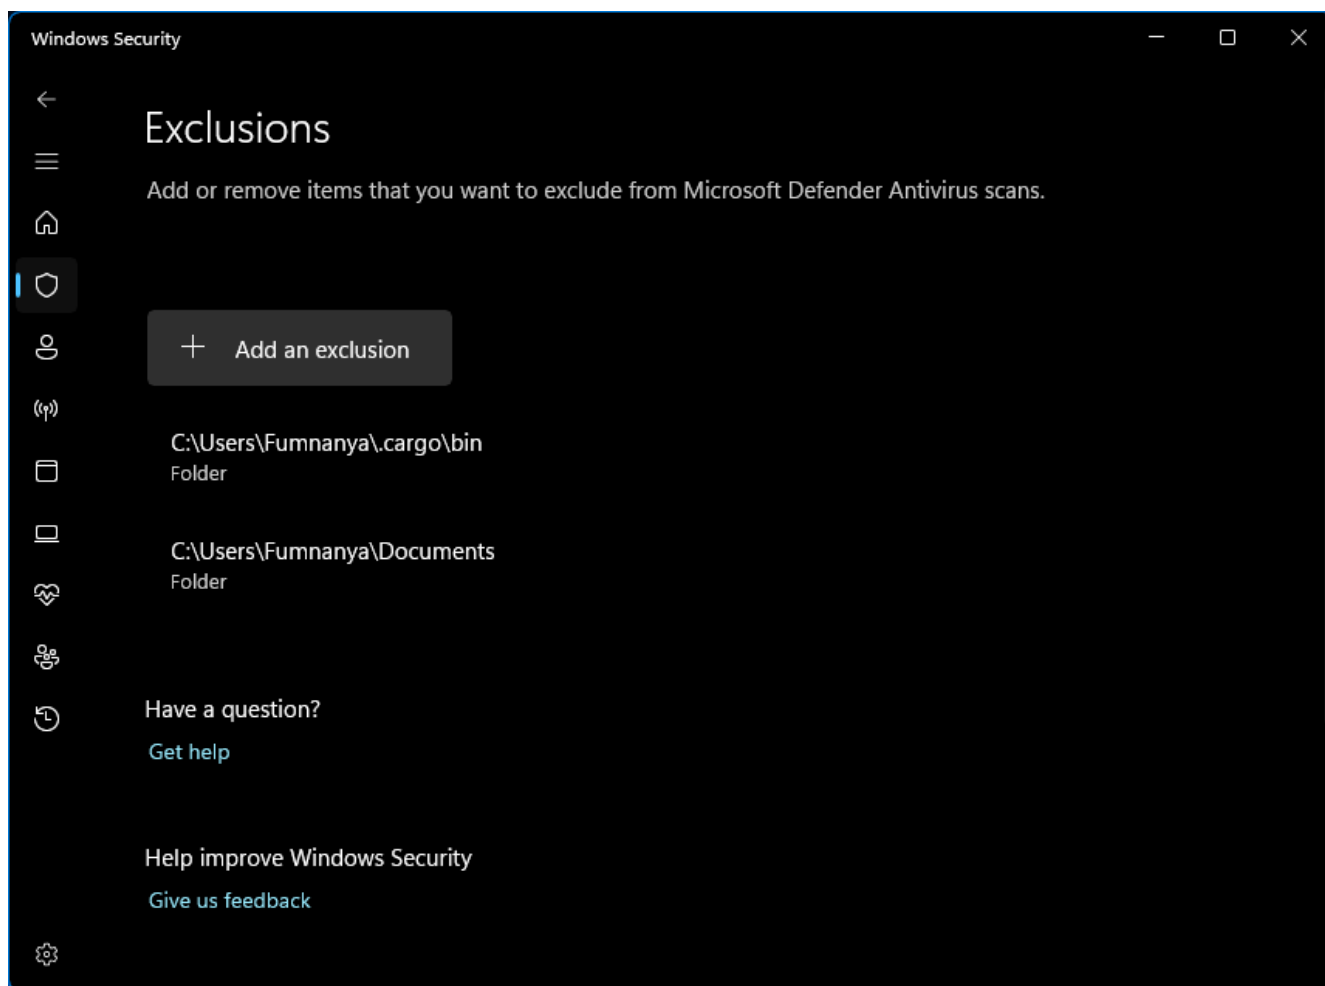 Windows Security
Exclusions
Add or remove items that you want to exclude from Microsoft Defender Antivirus scans.
Add an exclusion
C:\Users\Fumnanya\.cargo\bin
Folder
C:\Users\Fumnanya\Documents
Folder
Have a question?
Get help
Help improve Windows Security
Give us feedback